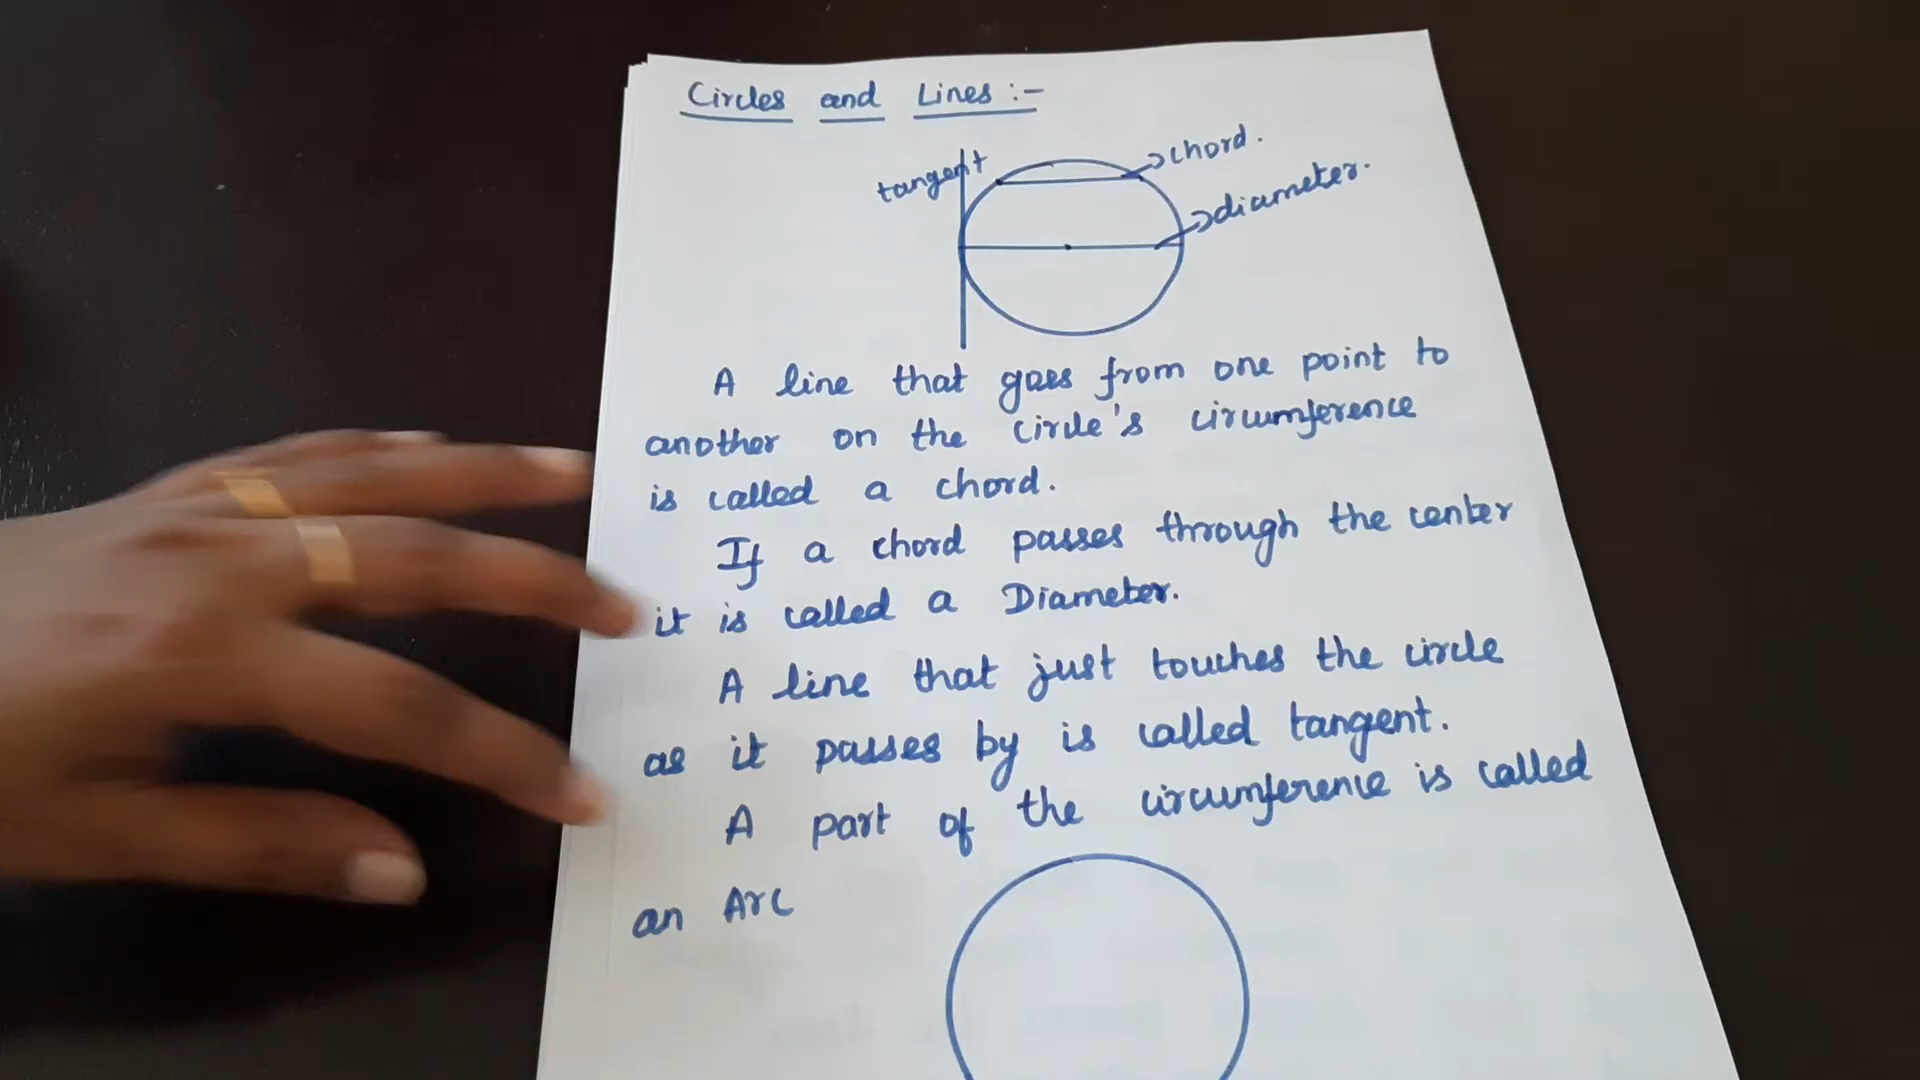 Circles and Lines :-
tangent
chord.
diameter.
A line that goes from one point to
another on the circle's circumference
is called a chord.
If a chord passes through the center
it is called a Diameter.
A line that just touches the circle
as it passes by is called tangent.
A part of the circumference is called
an Arc